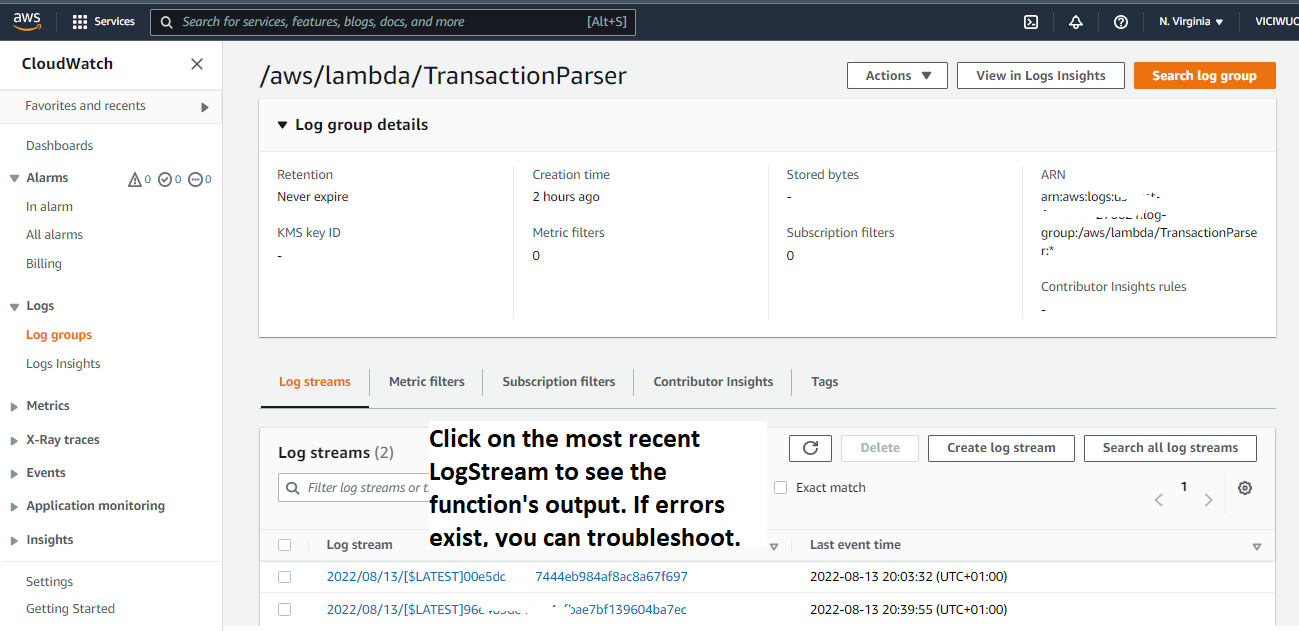 aws
Services
Search for services, features, blogs, docs, and more
[Alt+S]
N. Virginia
VICIWUC
CloudWatch
Favorites and recents
Dashboards
Alarms
0
0
0
In alarm
All alarms
Billing
Logs
Log groups
Logs Insights
Metrics
X-Ray traces
Events
Application monitoring
Insights
Settings
Getting Started
/aws/lambda/TransactionParser
Actions
View in Logs Insights
Search log group
Log group details
Retention
Never expire
KMS key ID
-
Creation time
2 hours ago
Metric filters
0
Stored bytes
-
Subscription filters
0
ARN
arn:aws:logs:
log-
group:/aws/lambda/TransactionParse
r:*
Contributor Insights rules
-
Log streams
Metric filters
Subscription filters
Contributor Insights
Tags
Log streams (2)
Delete
Create log stream
Search all log streams
Filter log streams or
Exact match
1
Click on the most recent
LogStream to see the
function's output. If errors
exist, you can troubleshoot.
Log stream
Last event time
2022/08/13/[$LATEST]00e5dc 7444eb984af8ac8a67f697
2022-08-13 20:03:32 (UTC+01:00)
2022/08/13/[$LATEST]96 bae7bf139604ba7ec
2022-08-13 20:39:55 (UTC+01:00)